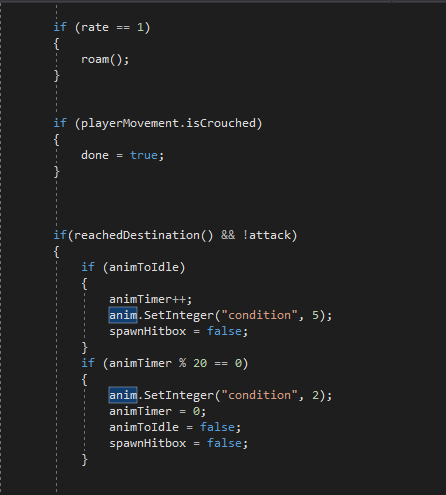 if (rate == 1)
{
roam();
}
if (playerMovement.isCrouched)
{
done = true;
}
if(reachedDestination() && !attack)
{
if (animToIdle)
{
animTimer++;
anim.SetInteger("condition", 5);
spawnHitbox = false;
}
if (animTimer % 20 == 0)
{
anim.SetInteger("condition", 2);
animTimer = 0;
animToIdle = false;
spawnHitbox = false;
}